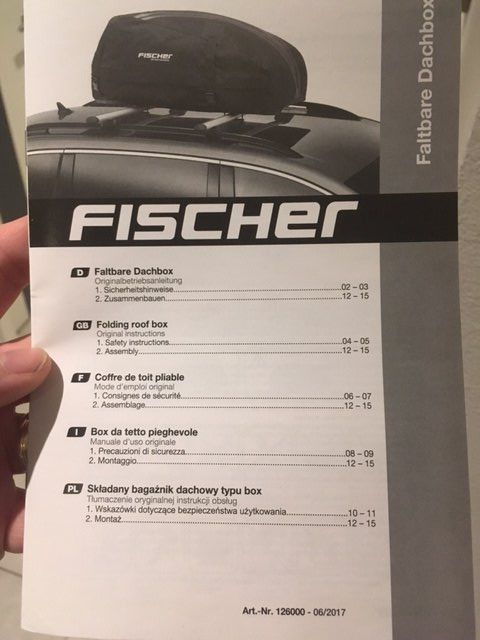 FISCHER
Faltbare Dachbox
FISCHER
D Faltbare Dachbox
Originalbetriebsanleitung
1. Sicherheitshinweise....................02 – 03
2. Zusammenbauen....................12 – 15
GB Folding roof box
Original instructions
1. Safety instructions....................04 – 05
2. Assembly....................12 – 15
F Coffre de toit pliable
Mode d'emploi original
1. Consignes de sécurité....................06 – 07
2. Assemblage....................12 – 15
I Box da tetto pieghevole
Manuale d'uso originale
1. Precauzioni di sicurezza....................08 – 09
2. Montaggio....................12 – 15
PL Składany bagażnik dachowy typu box
Tłumaczenie oryginalnej instrukcji obsług
1. Wskazówki dotyczące bezpieczeństwa użytkowania....................10 – 11
2. Montaż....................12 – 15
Art.-Nr. 126000 - 06/2017